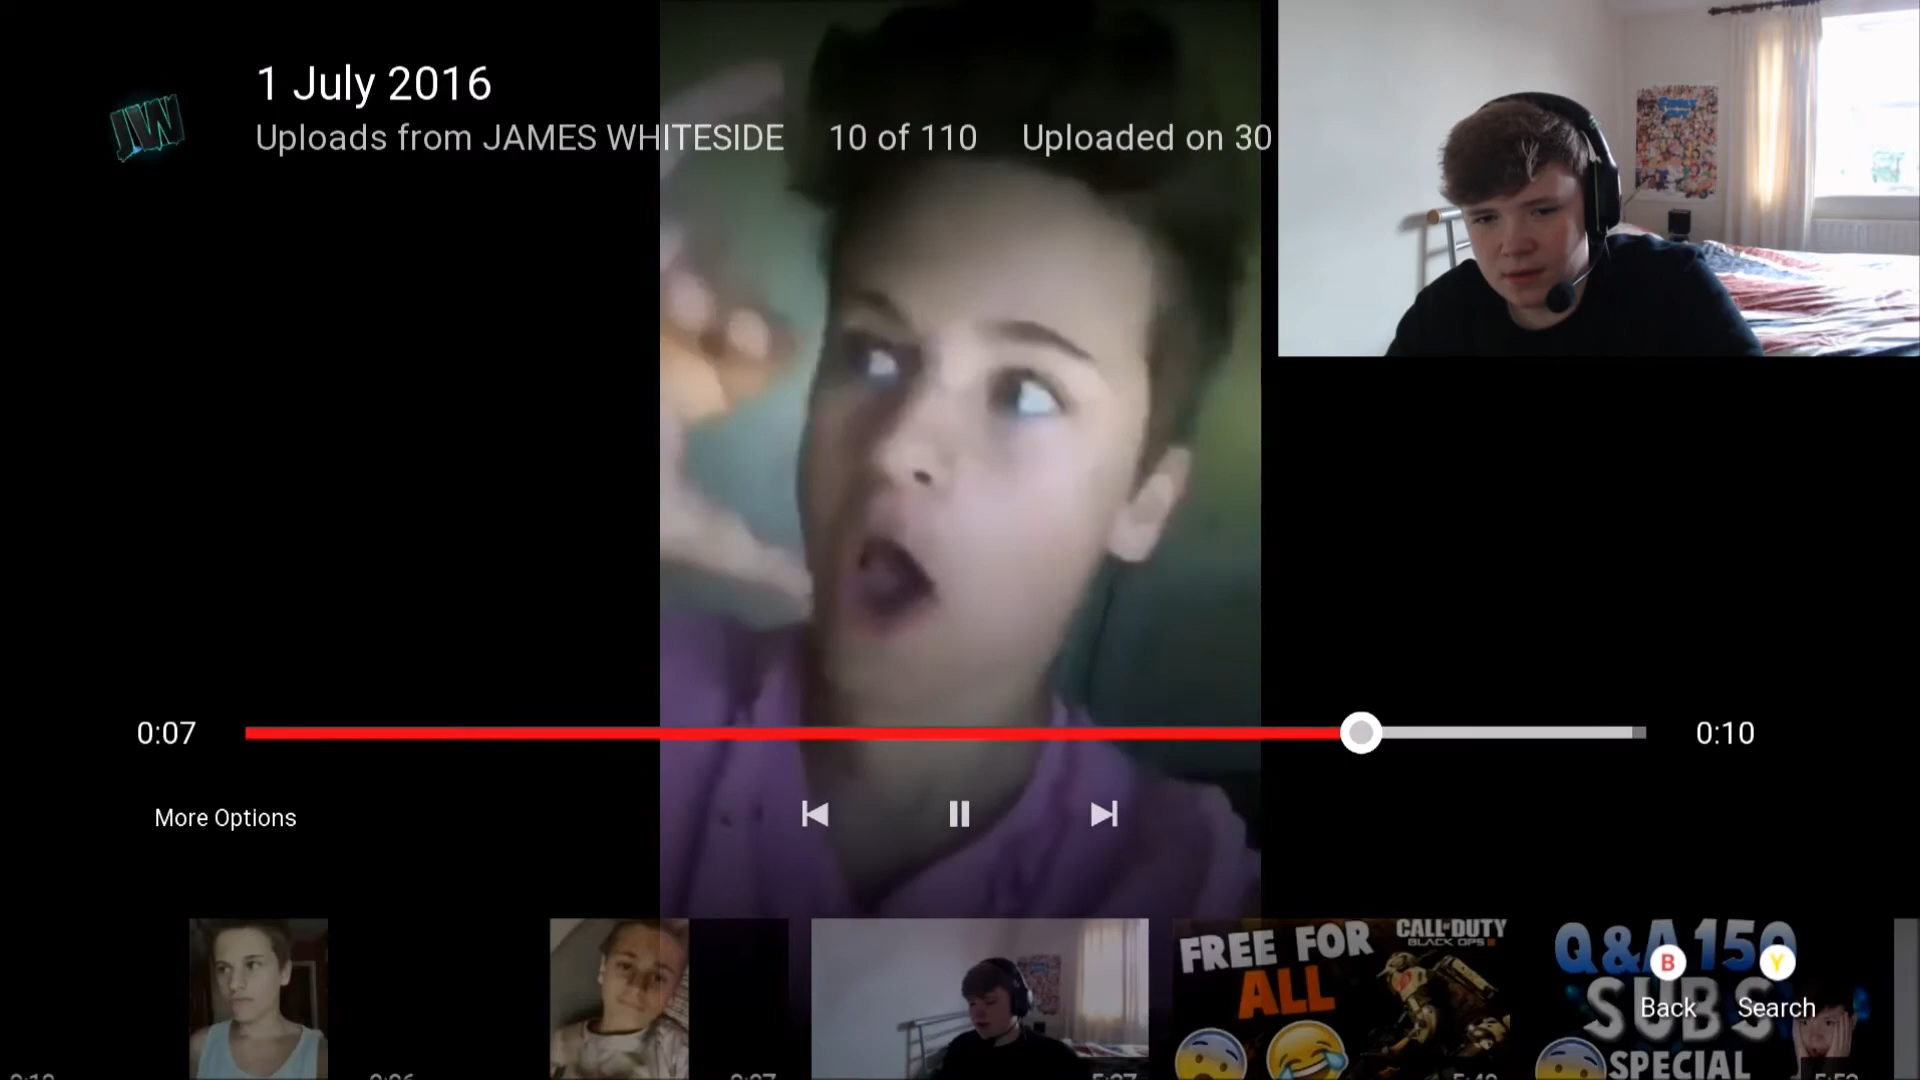 1 July 2016
JW
Uploads from JAMES WHITESIDE 10 of 110 Uploaded on 30
0:07
0:10
More Options
FREE FOR
ALL
CALL OF DUTY
BLACK OPS III
Q&A 150
SUBS
SPECIAL
B
Y
Back
Search